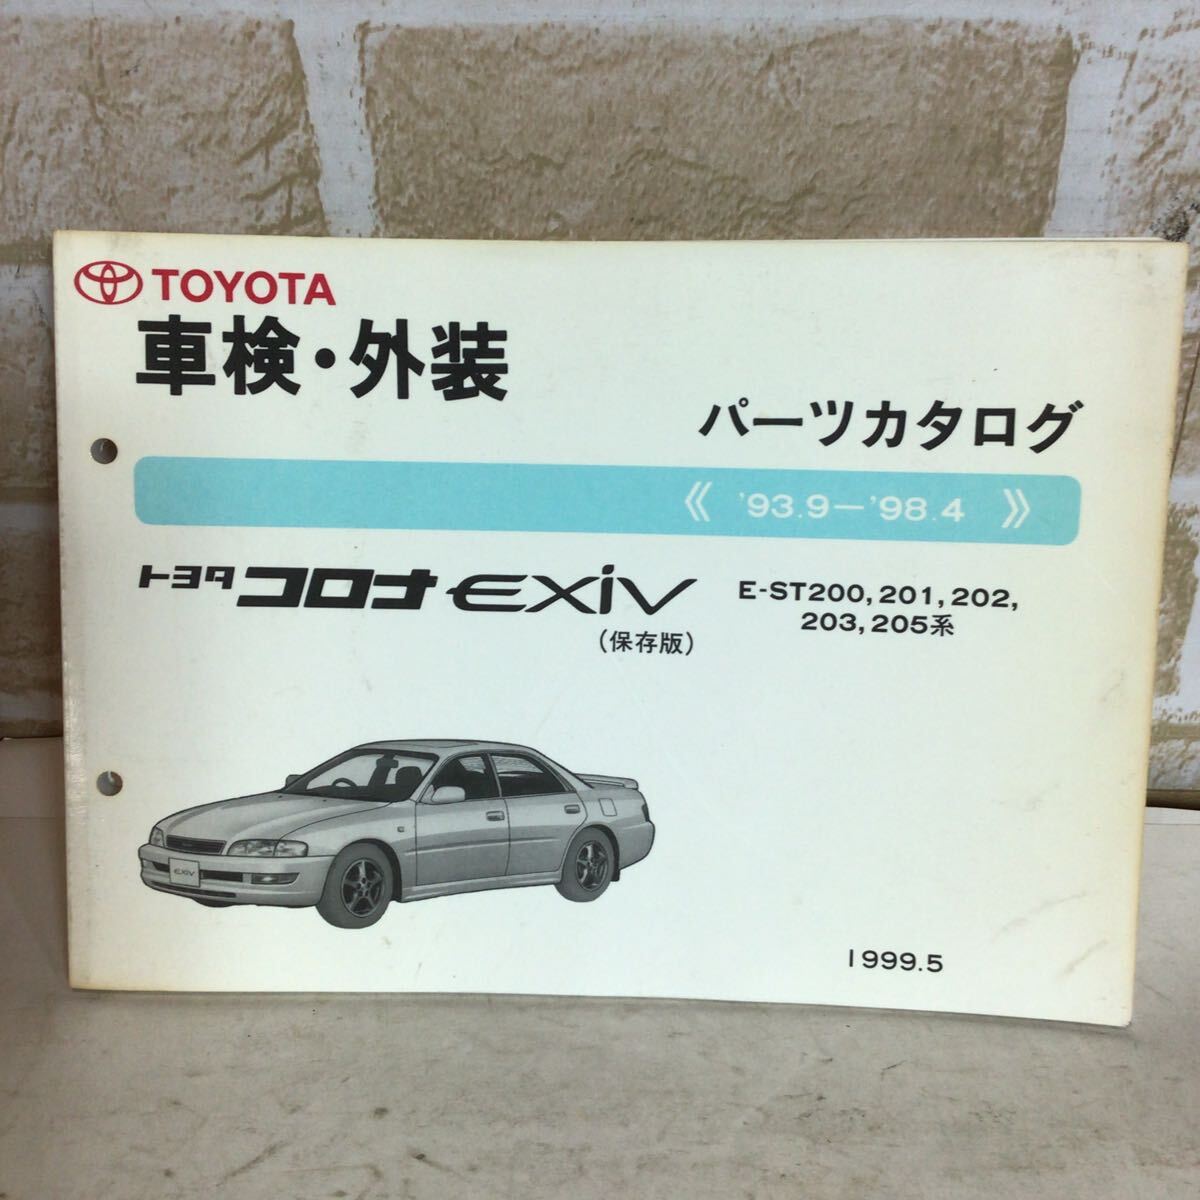 TOYOTA
車検・外装
パーツカタログ
《 '93.9－'98.4 》
トヨタ コロナ EXiV
E-ST200, 201, 202,
203, 205系
(保存版)
EXiV
1999.5